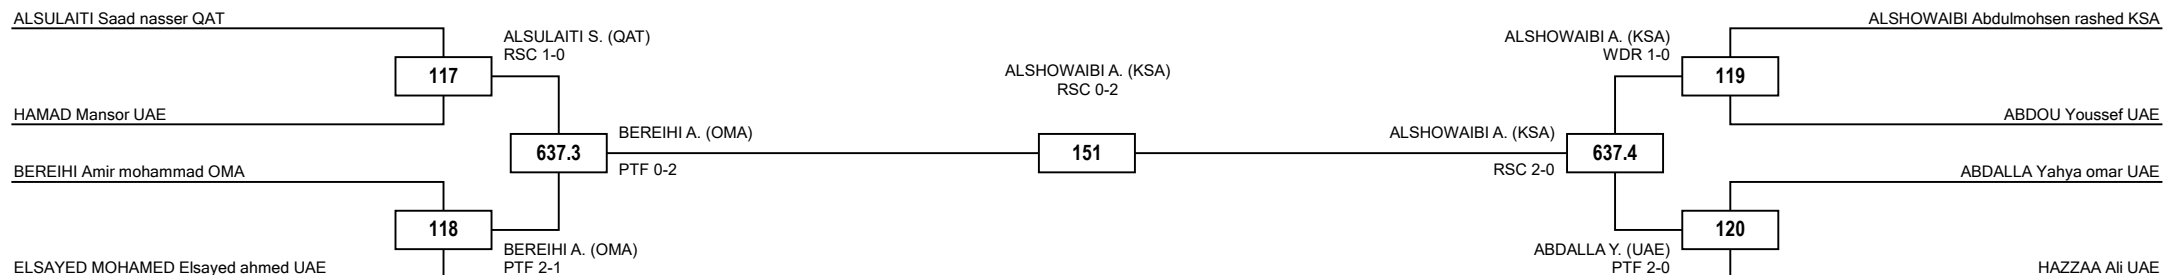 ALSULAITI Saad nasser QAT
ALSHOWAIBI Abdulmohsen rashed KSA
ALSULAITI S. (QAT)
RSC 1-0
ALSHOWAIBI A. (KSA)
WDR 1-0
117
ALSHOWAIBI A. (KSA)
RSC 0-2
119
HAMAD Mansor UAE
ABDOU Youssef UAE
637.3
BEREIHI A. (OMA)
PTF 0-2
151
ALSHOWAIBI A. (KSA)
RSC 2-0
637.4
BEREIHI Amir mohammad OMA
ABDALLA Yahya omar UAE
118
120
BEREIHI A. (OMA)
PTF 2-1
ABDALLA Y. (UAE)
PTF 2-0
ELSAYED MOHAMED Elsayed ahmed UAE
HAZZAA Ali UAE